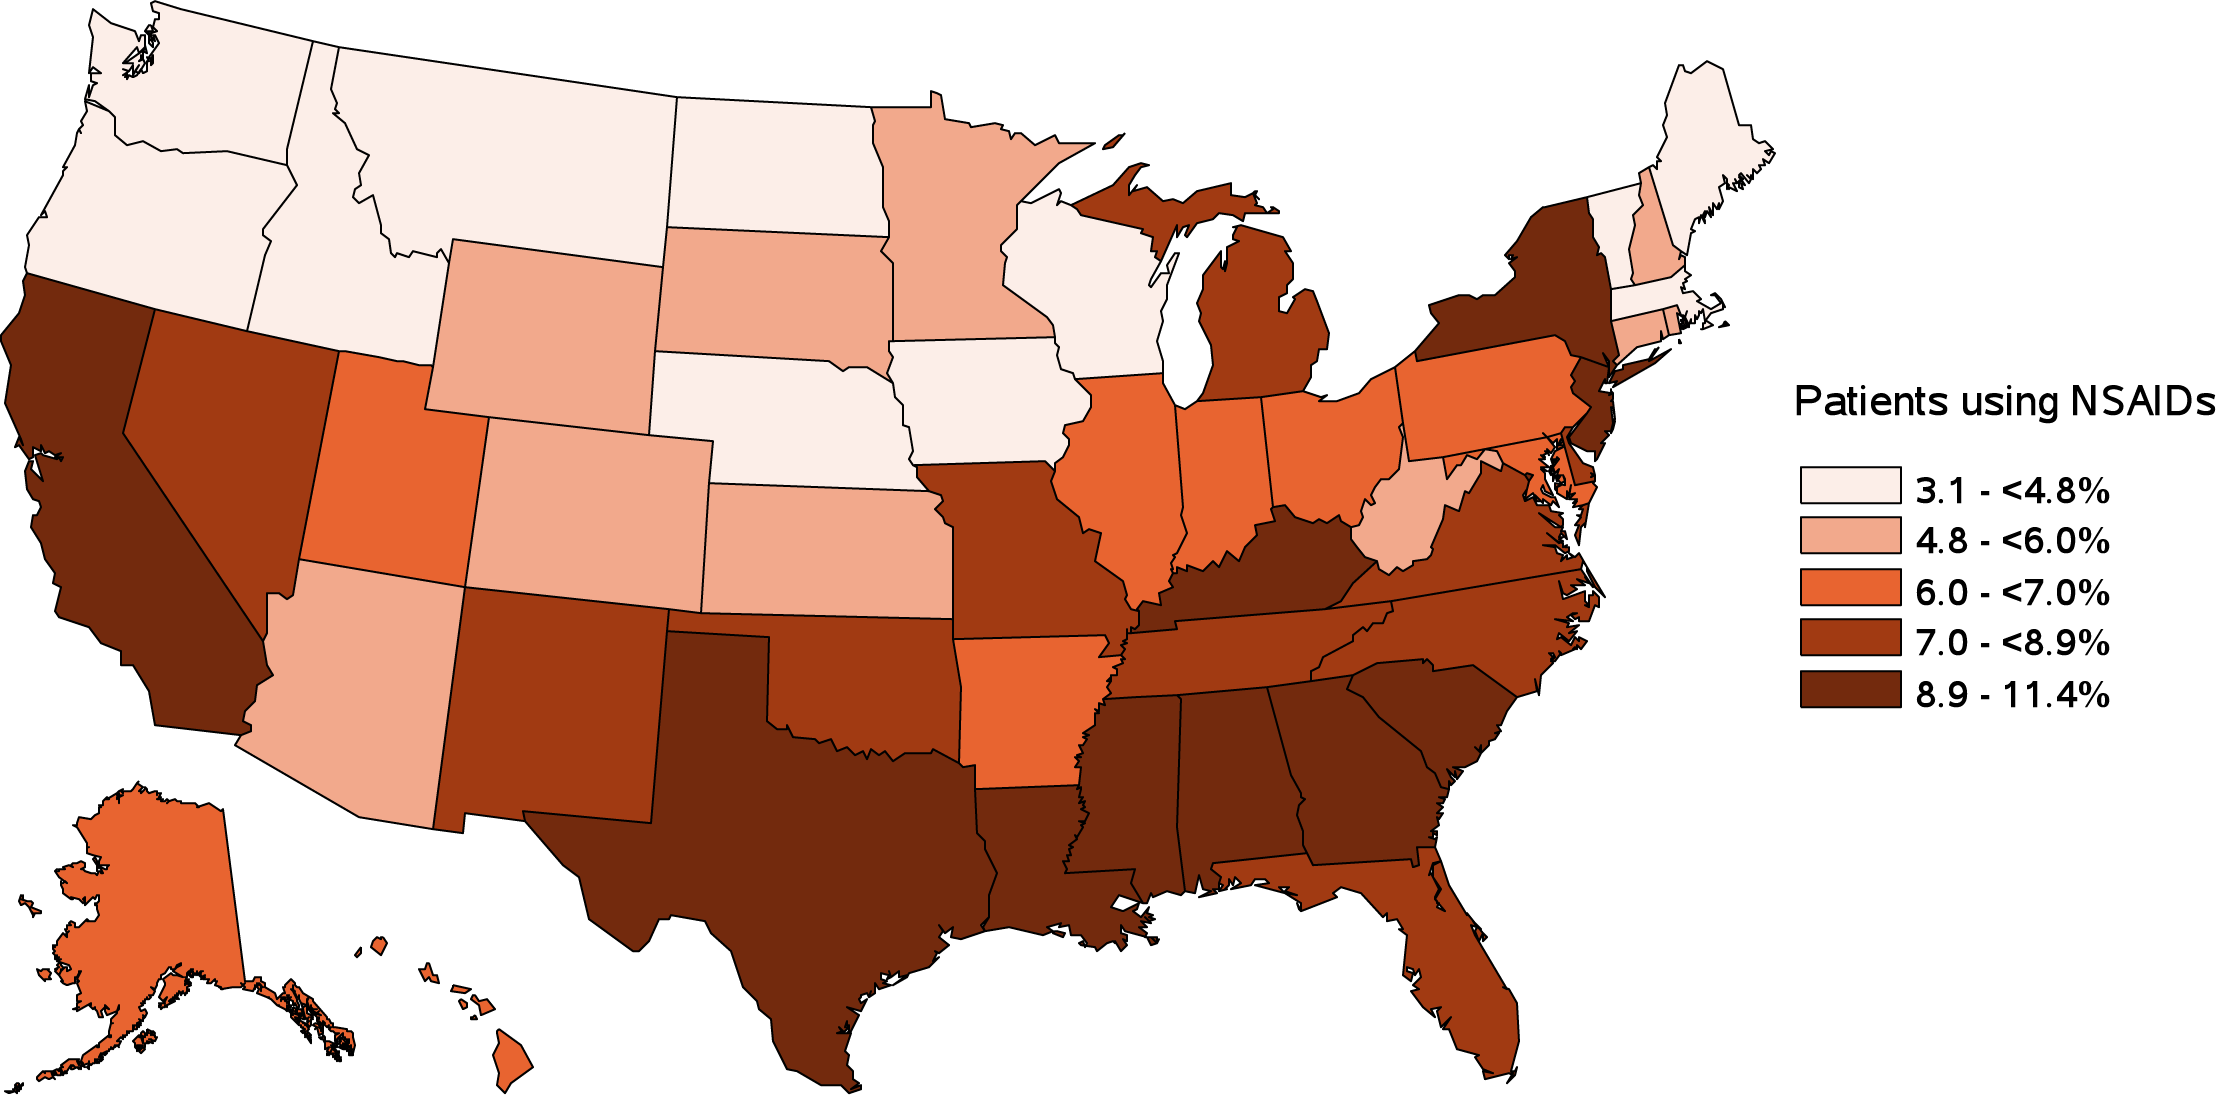 Patients using NSAIDs
3.1 - <4.8%
4.8 - <6.0%
6.0 - <7.0%
7.0 - <8.9%
8.9 - 11.4%